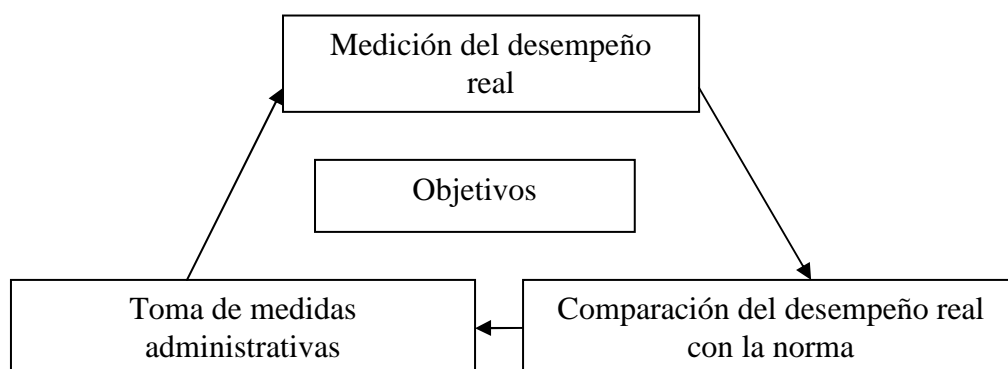 Medición del desempeño
real
Objetivos
Toma de medidas
administrativas
Comparación del desempeño real
con la norma